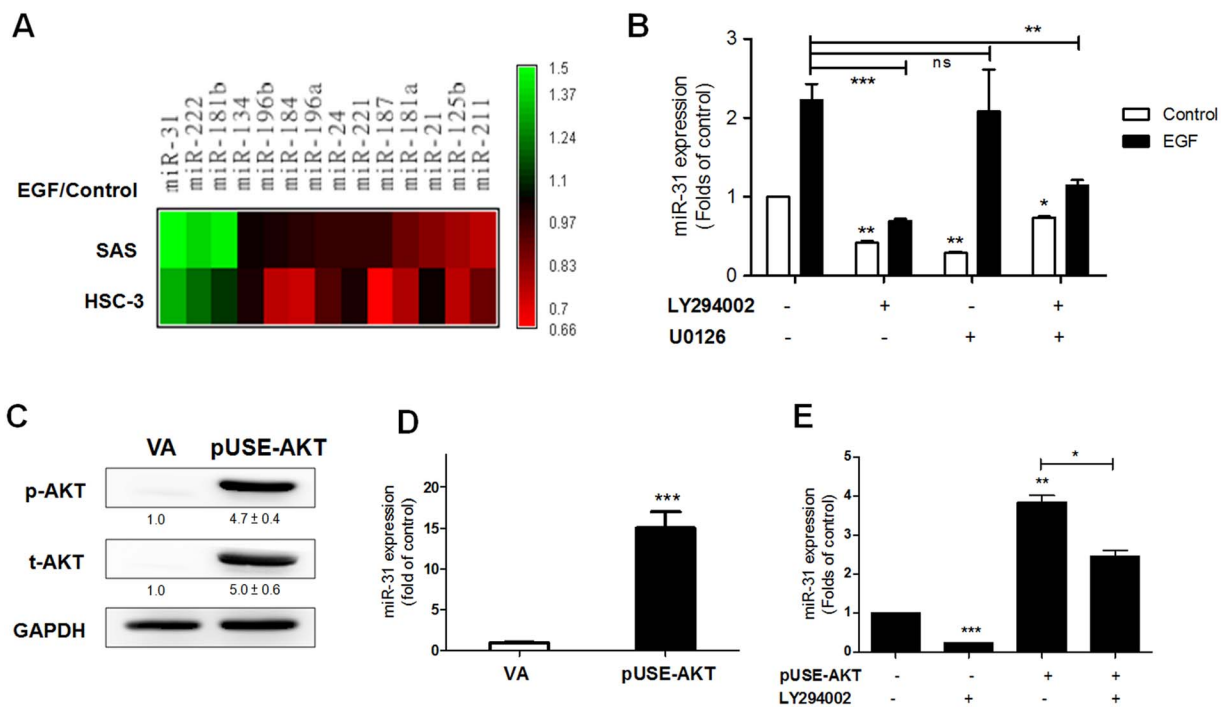 A
miR-31
miR-222
miR-181b
miR-134
miR-196b
miR-184
miR-196a
miR-24
miR-221
miR-187
miR-181a
miR-21
miR-125b
miR-211
EGF/Control
SAS
HSC-3
1.5
1.37
1.24
1.1
0.97
0.83
0.7
0.66
B
miR-31 expression
(Folds of control)
3
2
1
0
**
ns
***
** ** *
Control
EGF
LY294002 - + - +
U0126 - - + +
C
VA pUSE-AKT
p-AKT
1.0 4.7 ± 0.4
t-AKT
1.0 5.0 ± 0.6
GAPDH
D
miR-31 expression
(fold of control)
20
15
10
5
0
***
VA pUSE-AKT
E
miR-31 expression
(Folds of control)
5
4
3
2
1
0
*
**
***
pUSE-AKT - - + +
LY294002 - + - +